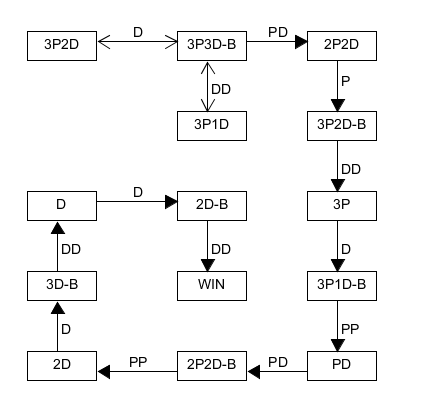 3P2D
D
3P3D-B
PD
2P2D
DD
P
3P1D
3P2D-B
DD
D
D
2D-B
3P
DD
DD
D
3D-B
WIN
3P1D-B
D
PP
2D
PP
2P2D-B
PD
PD